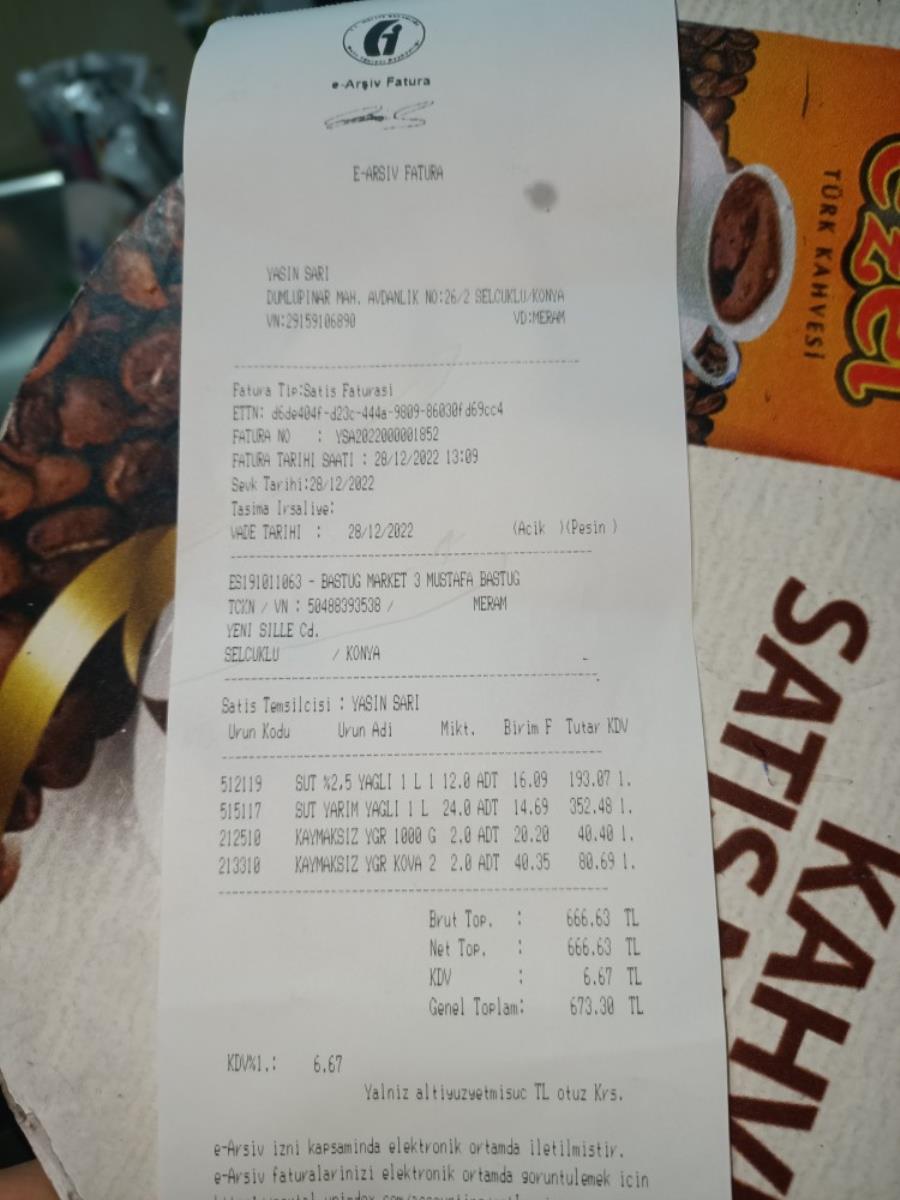 e-Arşiv Fatura
E-ARSIV FATURA
YASIN SARI
DUMLUPINAR MAH. AVDANLIK NO:26/2 SELCUKLU/KONYA
VN:29159106890 VD:MERAM
Fatura Tip:Satis Faturasi
ETTN: d6de404f-d23c-444a-9809-86030fd69cc4
FATURA NO : YSA2022000001852
FATURA TARIHI SAATI : 28/12/2022 13:09
Sevk Tarihi:28/12/2022
Tasima Irsaliye:
VADE TARIHI : 28/12/2022 (Acik )(Pesin )
ES191011063 - BASTUG MARKET 3 MUSTAFA BASTUG
TCKN / VN : 50488393538 / MERAM
YENI SILLE Cd.
SELCUKLU / KONYA
Satis Temsilcisi : YASIN SARI
Urun Kodu Urun Adi Mikt. Birim F Tutar KDV
512119 SUT %2,5 YAGLI 1 L 1 12.0 ADT 16.09 193.07 1.
515117 SUT YARIM YAGLI 1 L 24.0 ADT 14.69 352.48 1.
212510 KAYMAKSIZ YGR 1000 G 2.0 ADT 20.20 40.40 1.
213310 KAYMAKSIZ YGR KOVA 2 2.0 ADT 40.35 80.69 1.
Brut Top. : 666.63 TL
Net Top. : 666.63 TL
KDV : 6.67 TL
Genel Toplam: 673.30 TL
KDV%1.: 6.67
Yalniz altiyuzyetmisuc TL otuz Krs.
e-Arsiv izni kapsaminda elektronik ortamda iletilmistir.
e-Arsiv faturalarinizi elektronik ortamda goruntulemek icin
TÜRK KAHVESİ
KAHV